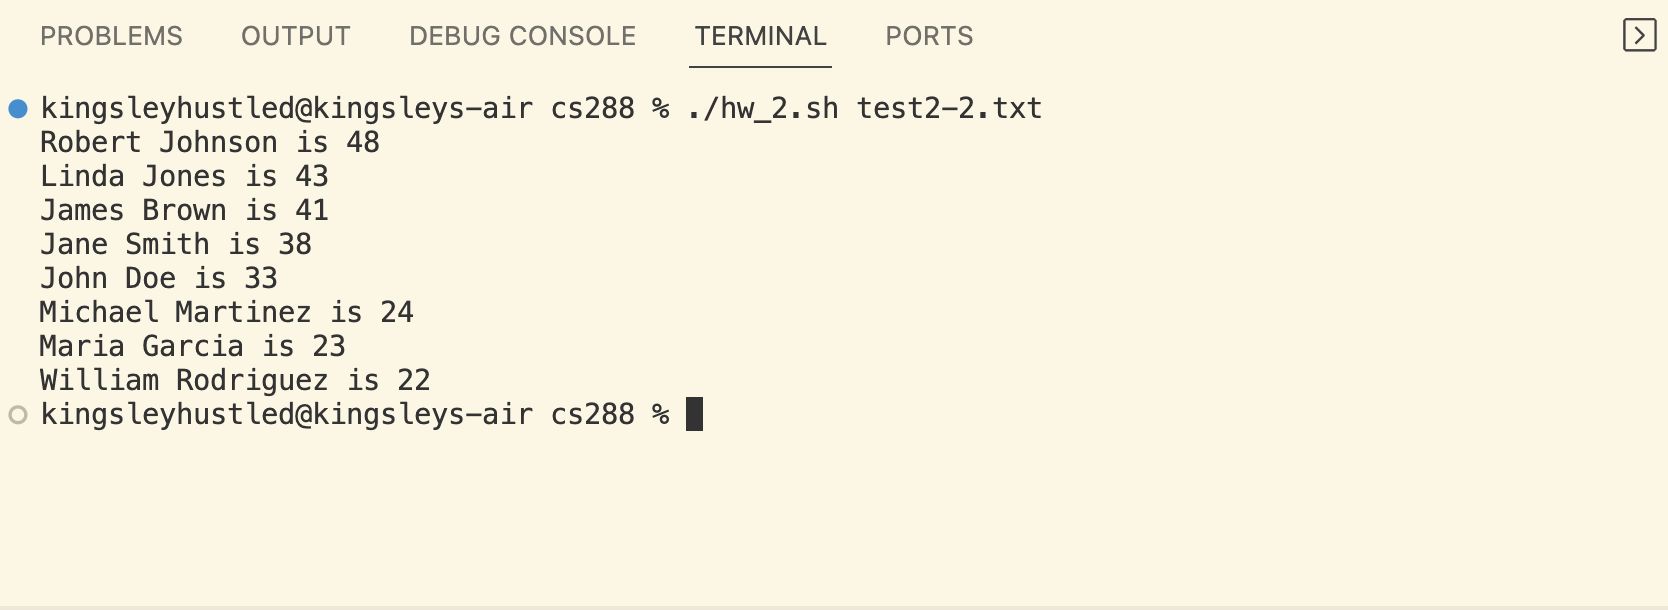 PROBLEMS OUTPUT DEBUG CONSOLE TERMINAL PORTS
kingsleyhustled@kingsleys-air cs288 % ./hw_2.sh test2-2.txt
Robert Johnson is 48
Linda Jones is 43
James Brown is 41
Jane Smith is 38
John Doe is 33
Michael Martinez is 24
Maria Garcia is 23
William Rodriguez is 22
kingsleyhustled@kingsleys-air cs288 %